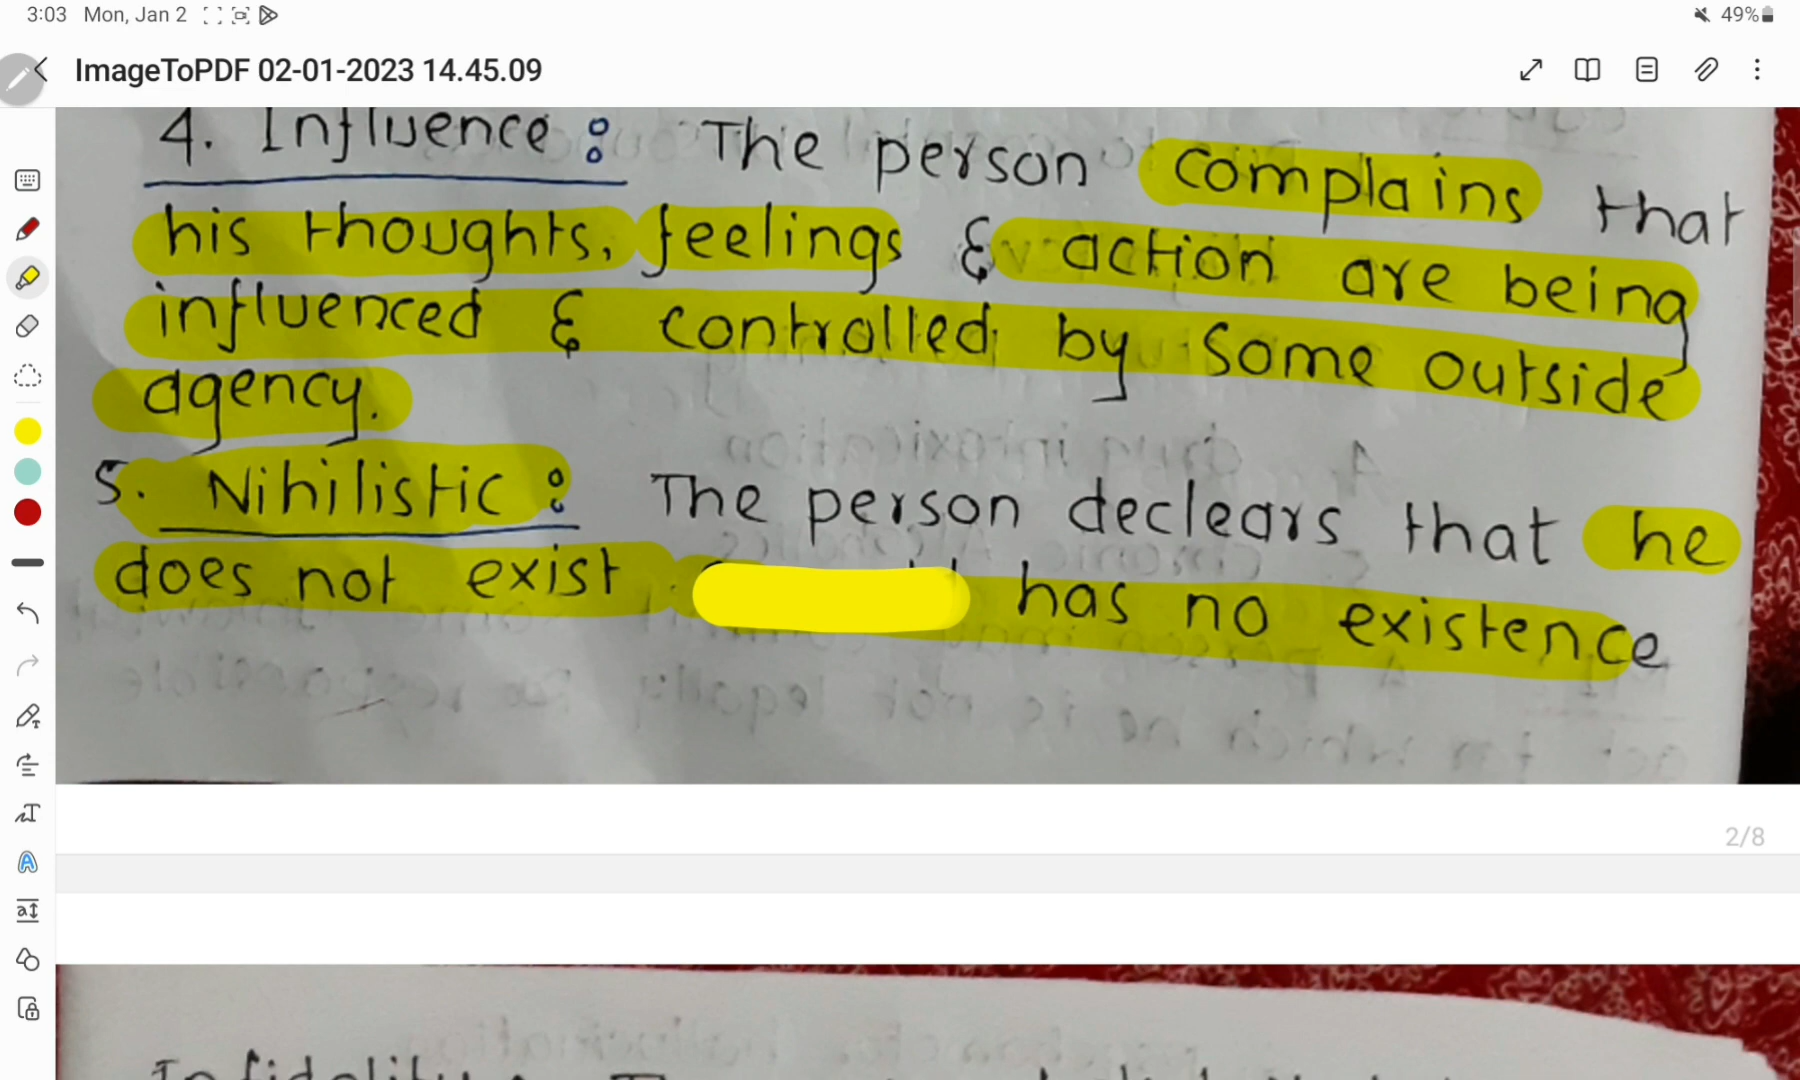 3:03 Mon, Jan 2
49%
ImageToPDF 02-01-2023 14.45.09
4. Influence : The person complains that
his thoughts, feelings & action are being
influenced & controlled by some outside
agency.
5. Nihilistic : The person declears that he
does not exist has no existence
2/8
Infidelity :